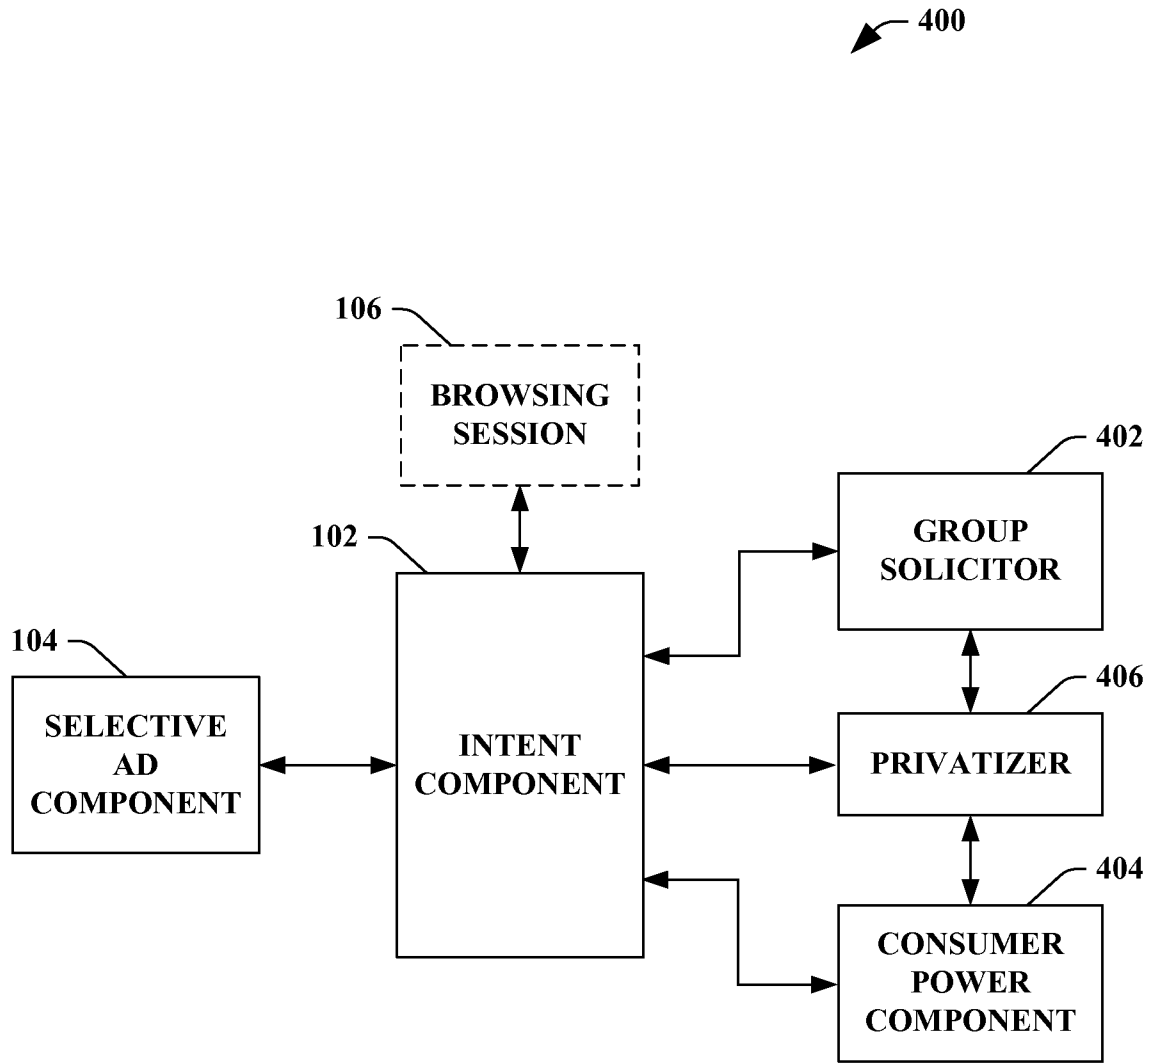 400
106
BROWSING
SESSION
402
GROUP
SOLICITOR
102
104
SELECTIVE
AD
COMPONENT
INTENT
COMPONENT
406
PRIVATIZER
404
CONSUMER
POWER
COMPONENT